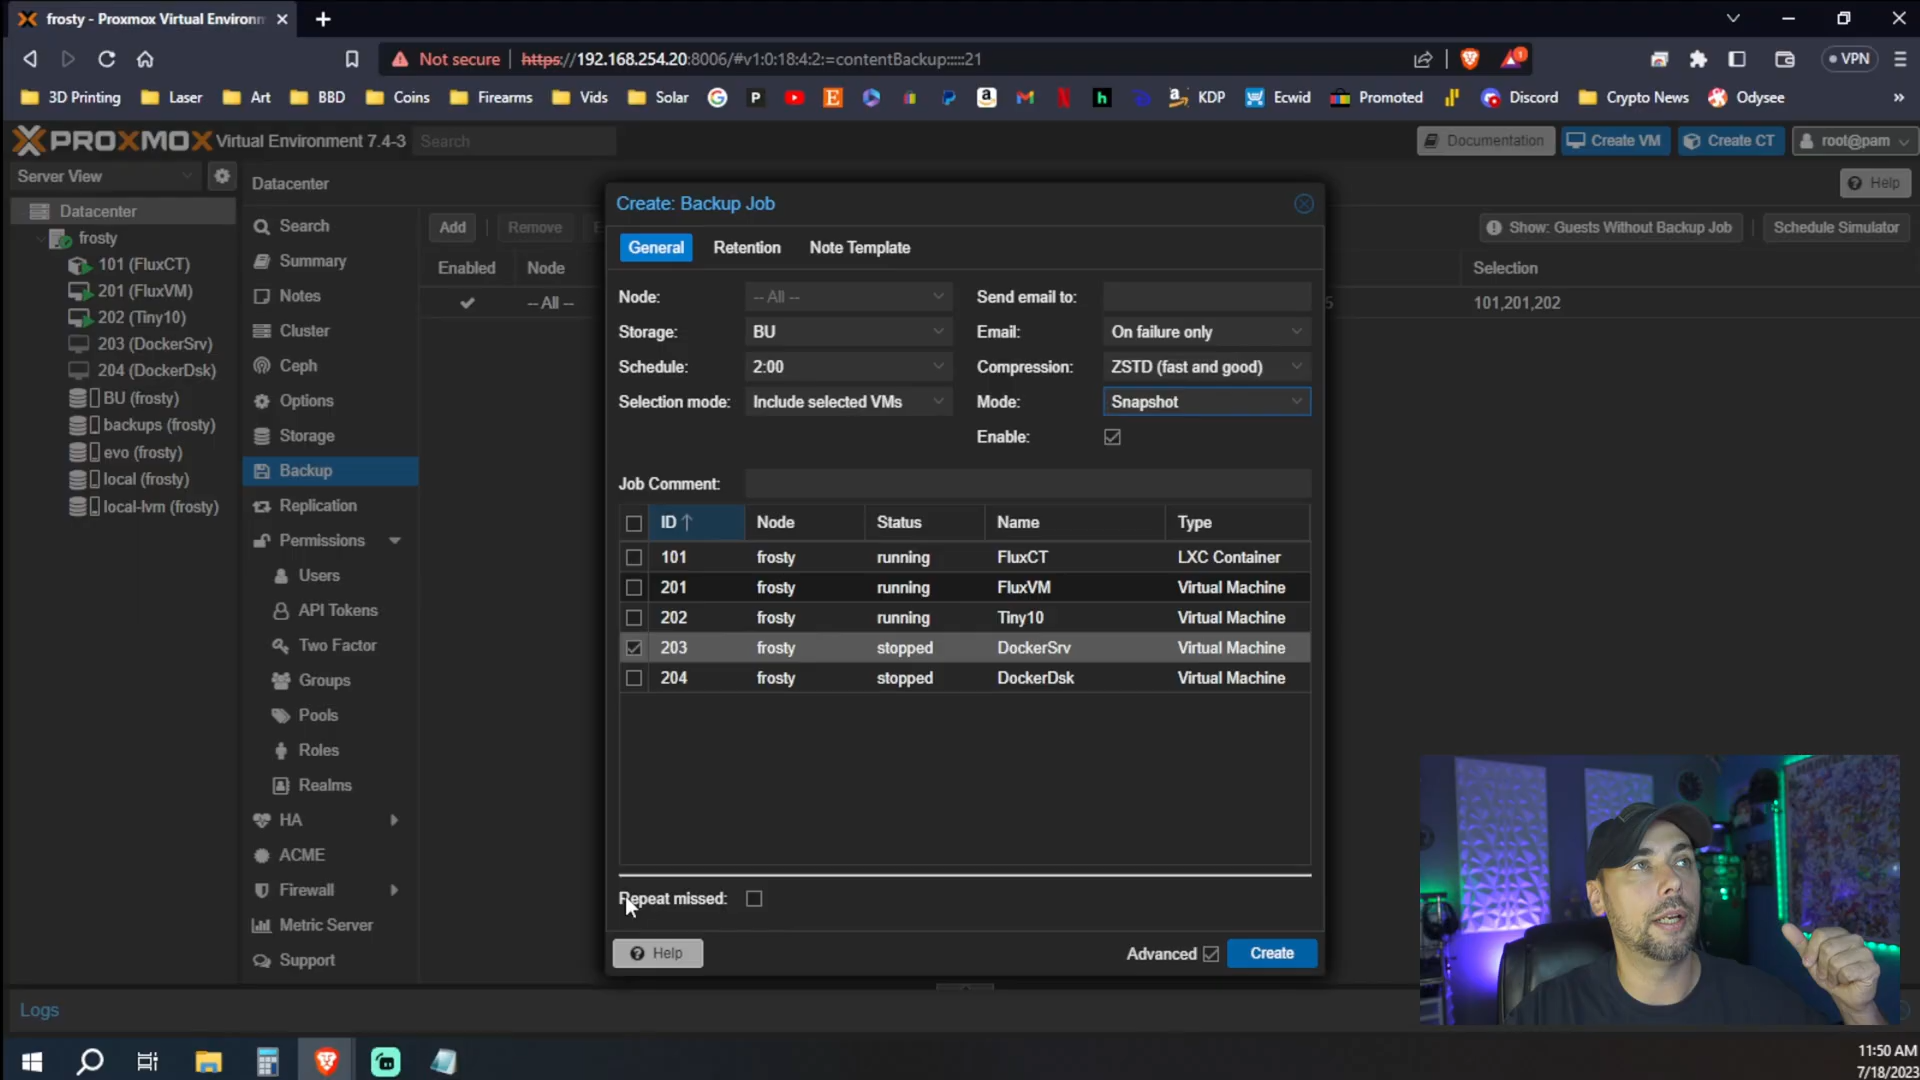 frosty - Proxmox Virtual Environm
Not secure https://192.168.254.20:8006/#v1:0:18:4:2:=contentBackup:::::21
1
VPN
3D Printing Laser Art BBD Coins Firearms Vids Solar KDP Ecwid Promoted Discord Crypto News Odysee
PROXMOX Virtual Environment 7.4-3 Search Documentation Create VM Create CT root@pam
Server View
Datacenter
frosty
101 (FluxCT)
201 (FluxVM)
202 (Tiny10)
203 (DockerSrv)
204 (DockerDsk)
BU (frosty)
backups (frosty)
evo (frosty)
local (frosty)
local-lvm (frosty)
Datacenter Help
Search
Summary
Notes
Cluster
Ceph
Options
Storage
Backup
Replication
Permissions
Users
API Tokens
Two Factor
Groups
Pools
Roles
Realms
HA
ACME
Firewall
Metric Server
Support
Add Remove E Show: Guests Without Backup Job Schedule Simulator
Enabled Node Selection
-- All -- 5 101,201,202
Create: Backup Job
General Retention Note Template
Node: -- All -- Send email to:
Storage: BU Email: On failure only
Schedule: 2:00 Compression: ZSTD (fast and good)
Selection mode: Include selected VMs Mode: Snapshot
Enable:
Job Comment:
ID Node Status Name Type
101 frosty running FluxCT LXC Container
201 frosty running FluxVM Virtual Machine
202 frosty running Tiny10 Virtual Machine
203 frosty stopped DockerSrv Virtual Machine
204 frosty stopped DockerDsk Virtual Machine
Repeat missed:
Help Advanced Create
Logs
11:50 AM
7/18/2023